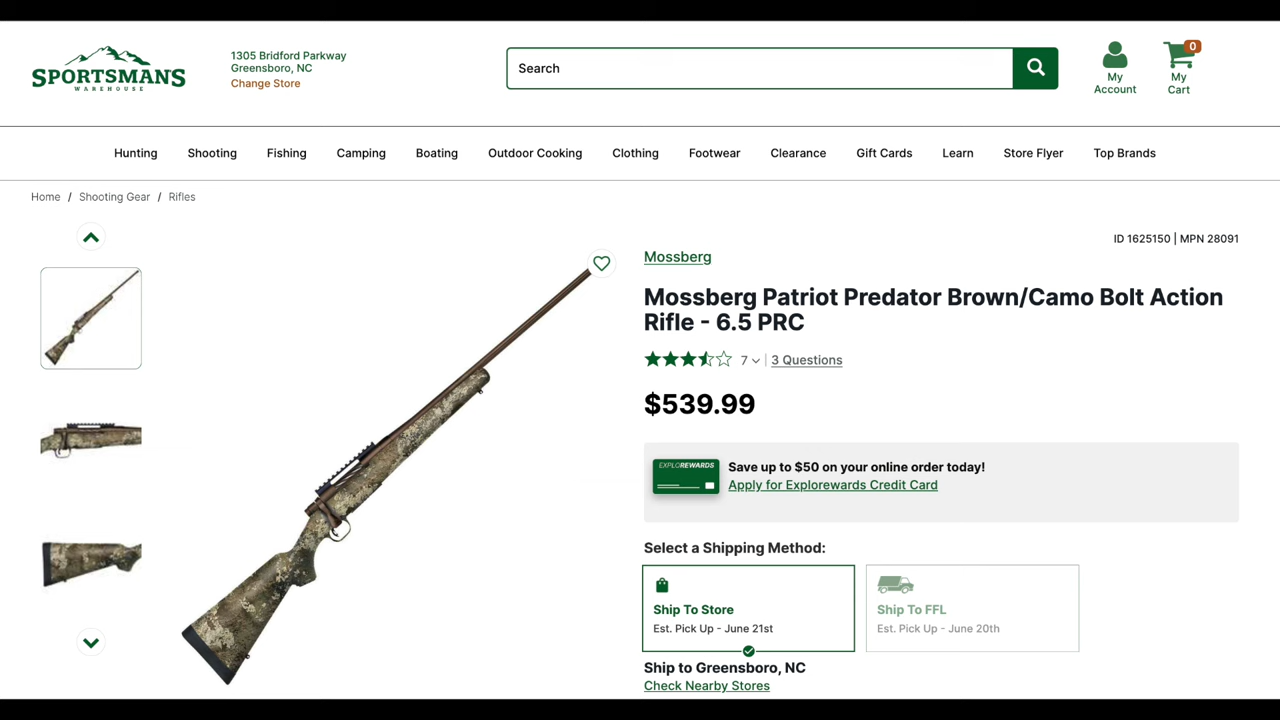 SPORTSMANS
WAREHOUSE
1305 Bridford Parkway
Greensboro, NC
Change Store
Search
My
Account
0
My
Cart
Hunting
Shooting
Fishing
Camping
Boating
Outdoor Cooking
Clothing
Footwear
Clearance
Gift Cards
Learn
Store Flyer
Top Brands
Home / Shooting Gear / Rifles
ID 1625150 | MPN 28091
Mossberg
Mossberg Patriot Predator Brown/Camo Bolt Action
Rifle - 6.5 PRC
7 | 3 Questions
$539.99
EXPLOREWARDS
Save up to $50 on your online order today!
Apply for Explorewards Credit Card
Select a Shipping Method:
Ship To Store
Est. Pick Up - June 21st
Ship To FFL
Est. Pick Up - June 20th
Ship to Greensboro, NC
Check Nearby Stores